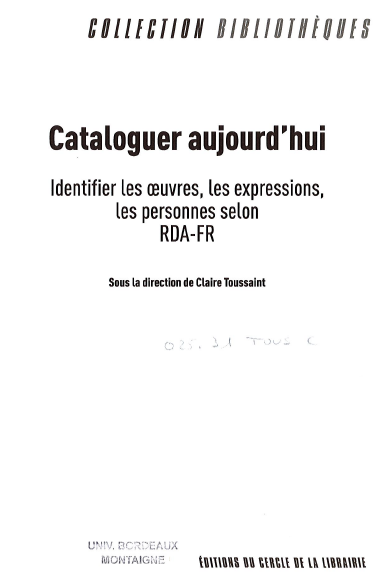 COLLECTION BIBLIOTHÈQUES
Cataloguer aujourd'hui
Identifier les œuvres, les expressions,
les personnes selon
RDA-FR
Sous la direction de Claire Toussaint
025.31 TOUS C
UNIV. BORDEAUX
MONTAIGNE
ÉDITIONS DU CERCLE DE LA LIBRAIRIE